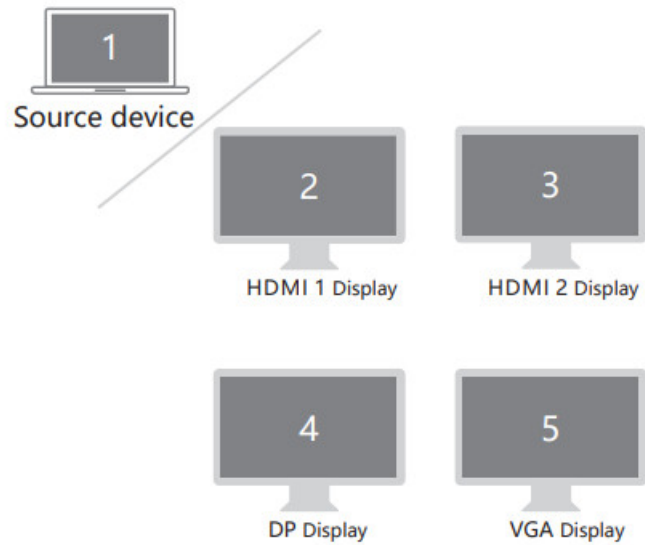 1
Source device
2
3
HDMI 1 Display
HDMI 2 Display
4
5
DP Display
VGA Display